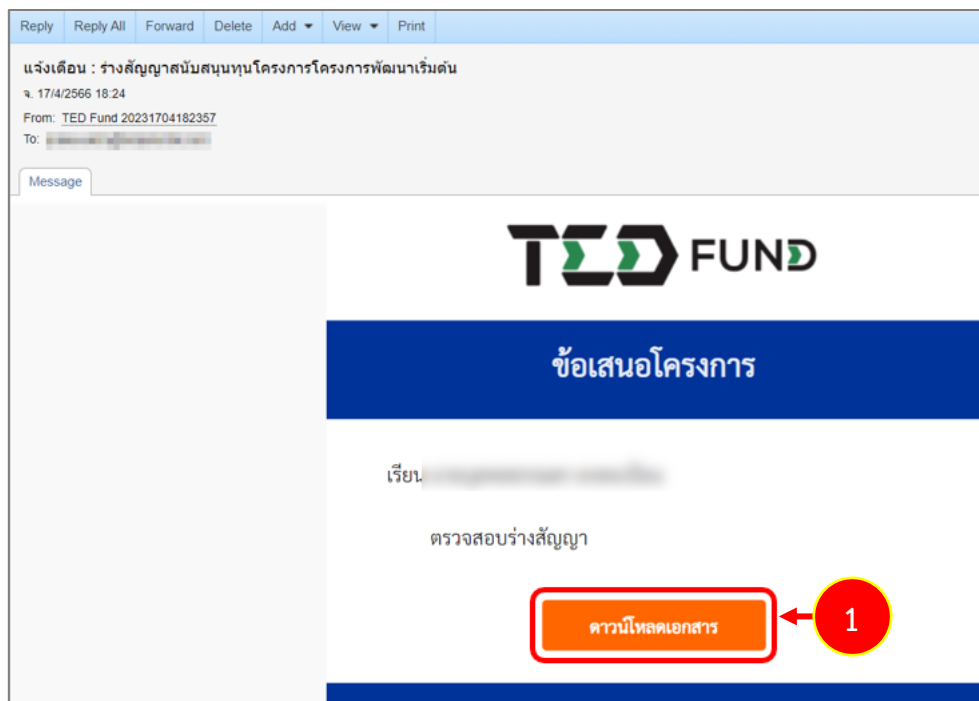 Reply Reply All Forward Delete Add View Print
แจ้งเตือน : ร่างสัญญาสนับสนุนทุนโครงการโครงการพัฒนาเริ่มต้น
จ. 17/4/2566 18:24
From: TED Fund 20231704182357
To:
Message
TED FUND
ข้อเสนอโครงการ
เรียน
ตรวจสอบร่างสัญญา
ดาวน์โหลดเอกสาร
1